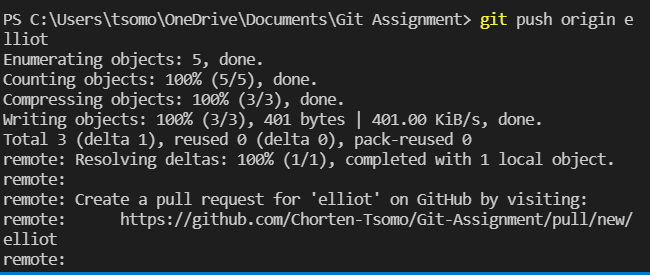 PS C:\Users\tsomo\OneDrive\Documents\Git Assignment> git push origin e
lliot
Enumerating objects: 5, done.
Counting objects: 100% (5/5), done.
Compressing objects: 100% (3/3), done.
Writing objects: 100% (3/3), 401 bytes | 401.00 KiB/s, done.
Total 3 (delta 1), reused 0 (delta 0), pack-reused 0
remote: Resolving deltas: 100% (1/1), completed with 1 local object.
remote:
remote: Create a pull request for 'elliot' on GitHub by visiting:
remote:      https://github.com/Chorten-Tsomo/Git-Assignment/pull/new/
elliot
remote: